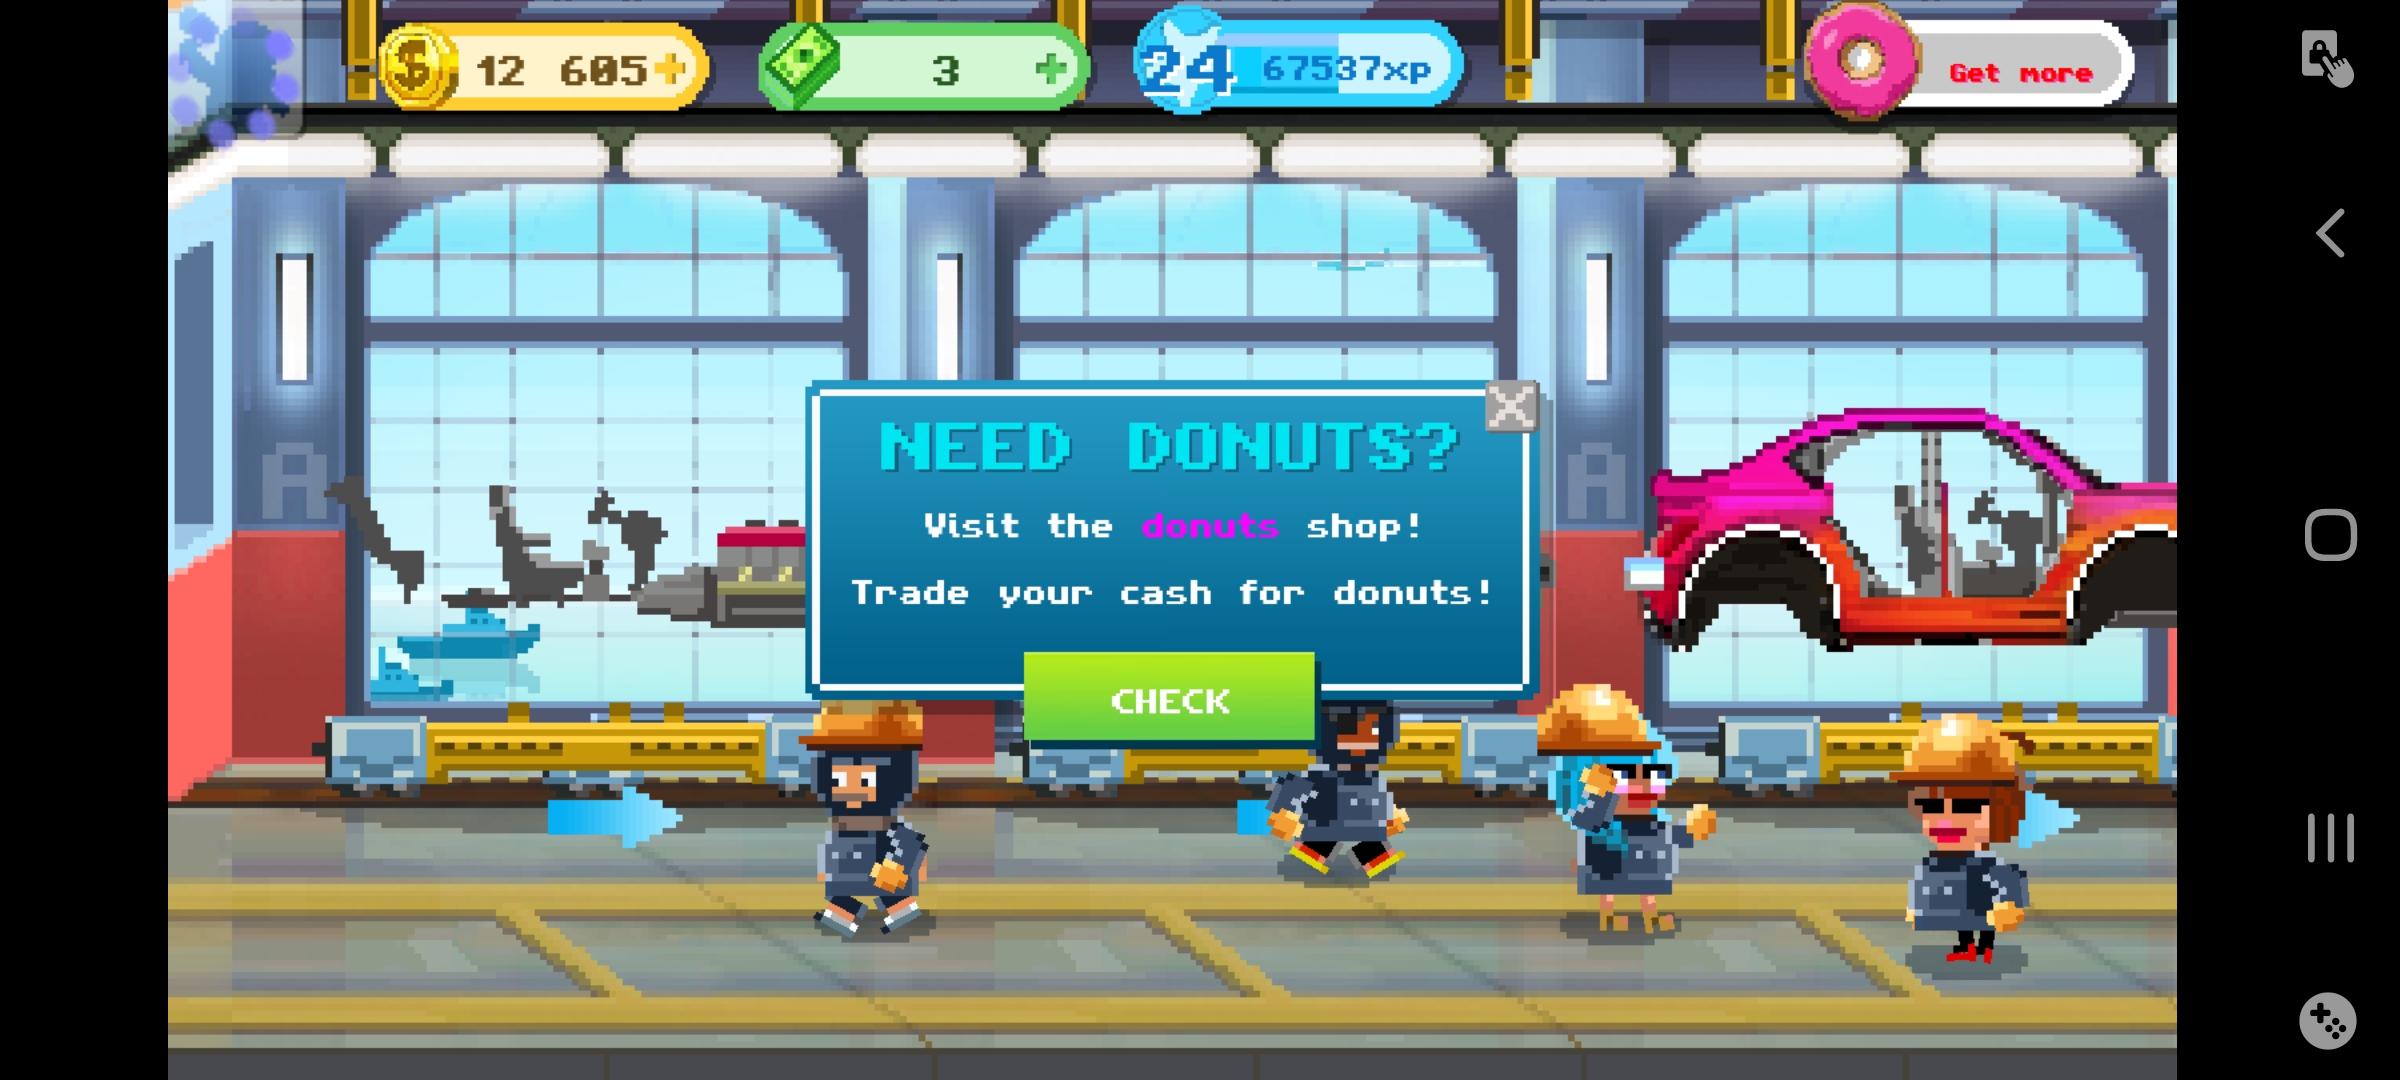 12 605
3
24
67537xp
Get more
A
A
NEED DONUTS?
Visit the donuts shop!
Trade your cash for donuts!
CHECK